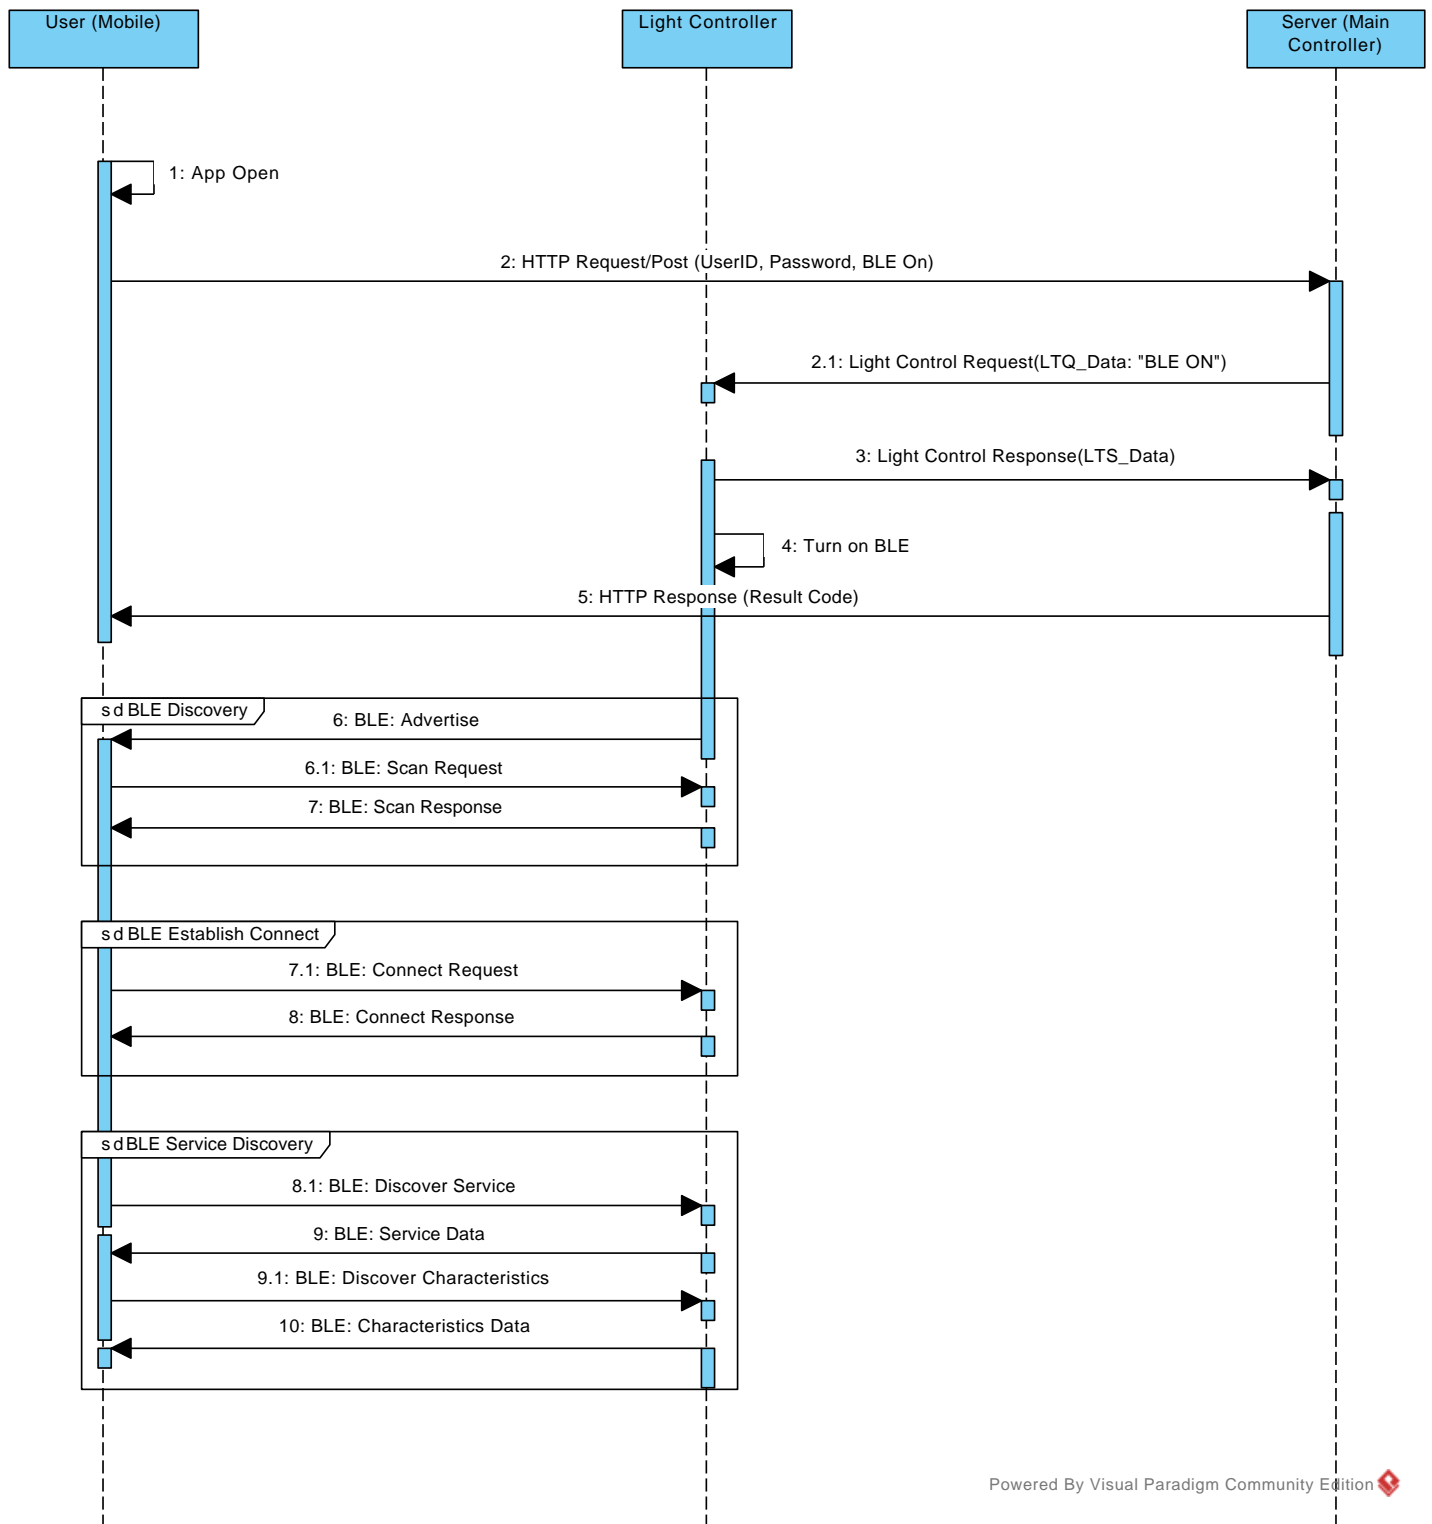 User (Mobile)
Light Controller
Server (Main
Controller)
1: App Open
2: HTTP Request/Post (UserID, Password, BLE On)
2.1: Light Control Request(LTQ_Data: "BLE ON")
3: Light Control Response(LTS_Data)
4: Turn on BLE
5: HTTP Response (Result Code)
sd BLE Discovery
6: BLE: Advertise
6.1: BLE: Scan Request
7: BLE: Scan Response
sd BLE Establish Connect
7.1: BLE: Connect Request
8: BLE: Connect Response
sd BLE Service Discovery
8.1: BLE: Discover Service
9: BLE: Service Data
9.1: BLE: Discover Characteristics
10: BLE: Characteristics Data
Powered By Visual Paradigm Community Edition